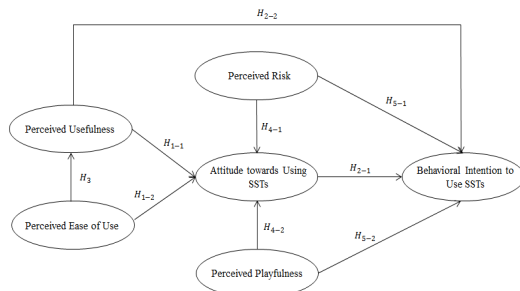 H2−2
Perceived Risk
H5−1
Perceived Usefulness
H4−1
H1−1
Attitude towards Using
SSTs
H2−1
Behavioral Intention to
Use SSTs
H3
H1−2
Perceived Ease of Use
H4−2
H5−2
Perceived Playfulness